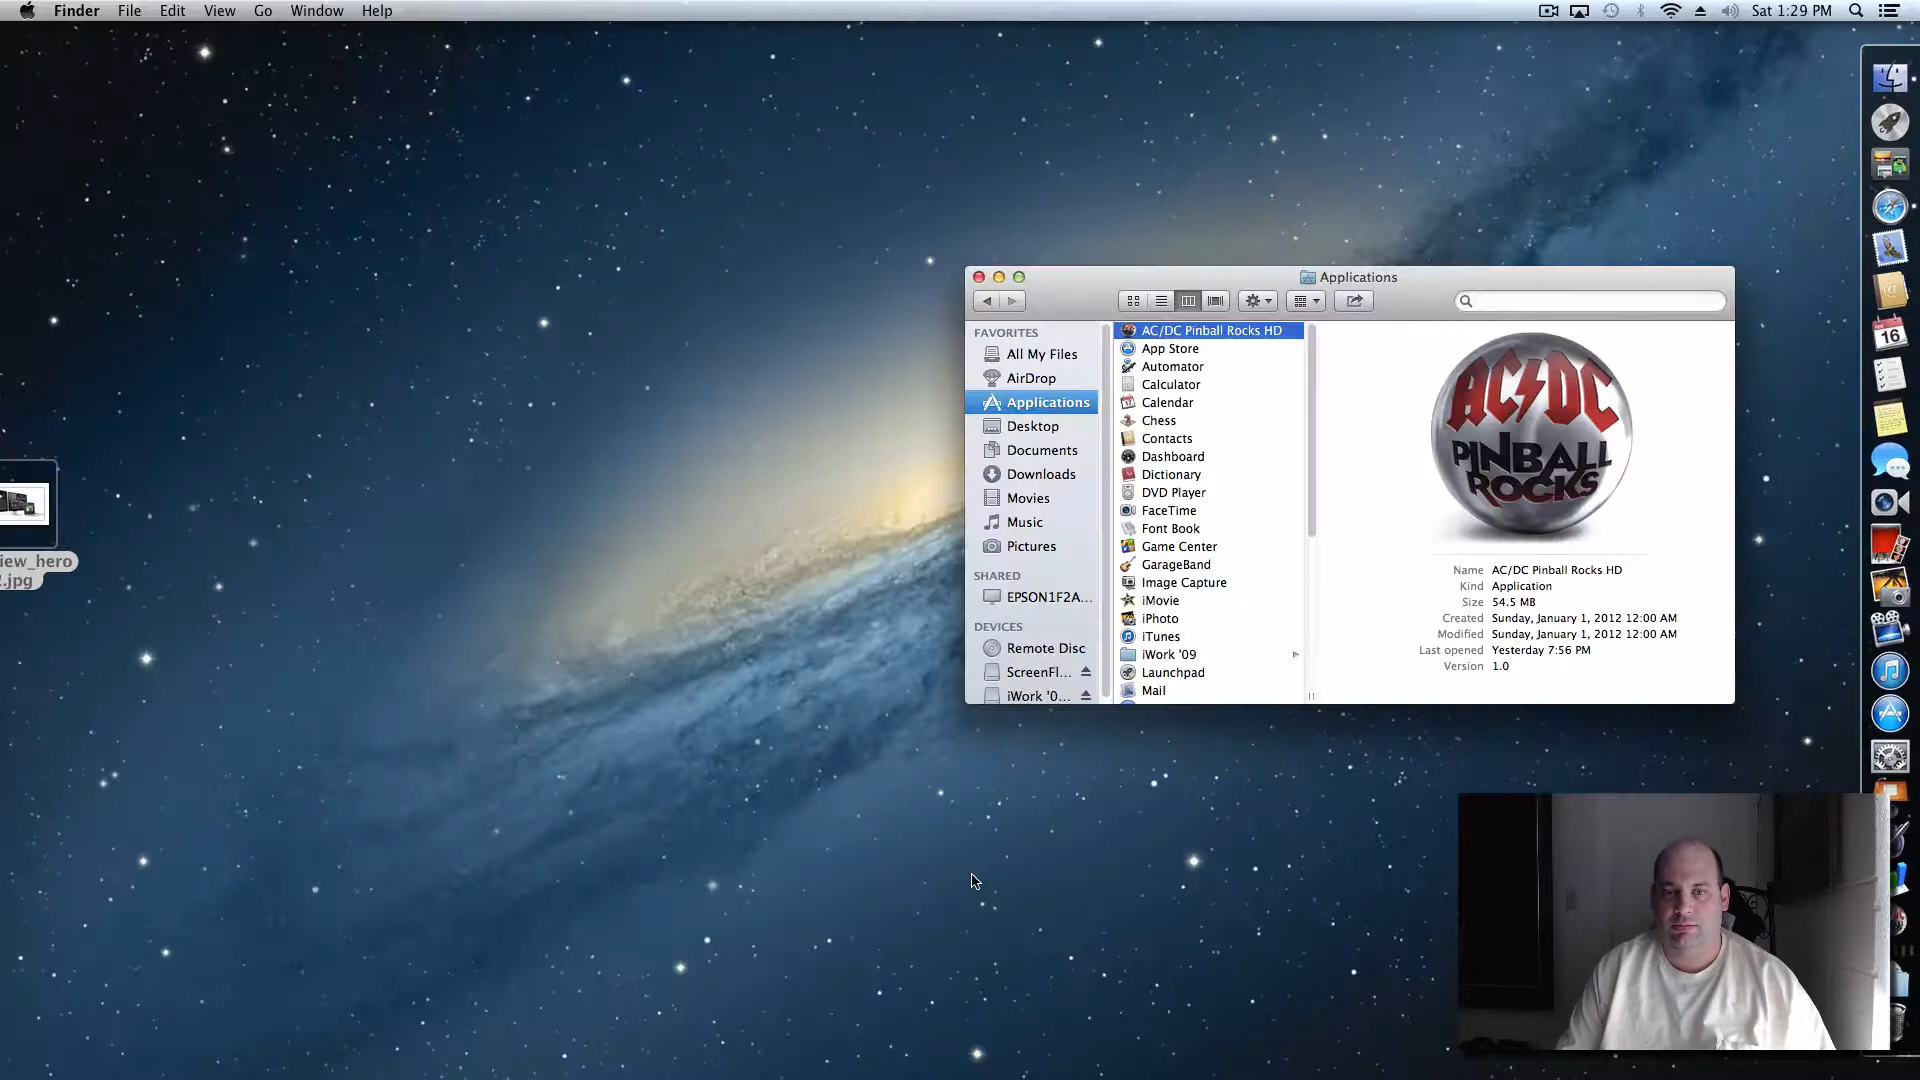 Finder File Edit View Go Window Help
Sat 1:29 PM
Applications
FAVORITES
All My Files
AirDrop
Applications
Desktop
Documents
Downloads
Movies
Music
Pictures
SHARED
EPSON1F2A...
DEVICES
Remote Disc
ScreenFl...
iWork '0...
AC/DC Pinball Rocks HD
App Store
Automator
Calculator
Calendar
Chess
Contacts
Dashboard
Dictionary
DVD Player
FaceTime
Font Book
Game Center
GarageBand
Image Capture
iMovie
iPhoto
iTunes
iWork '09
Launchpad
Mail
AC/DC
PINBALL
ROCKS
Name AC/DC Pinball Rocks HD
Kind Application
Size 54.5 MB
Created Sunday, January 1, 2012 12:00 AM
Modified Sunday, January 1, 2012 12:00 AM
Last opened Yesterday 7:56 PM
Version 1.0
iew_hero
.jpg
FEB
16